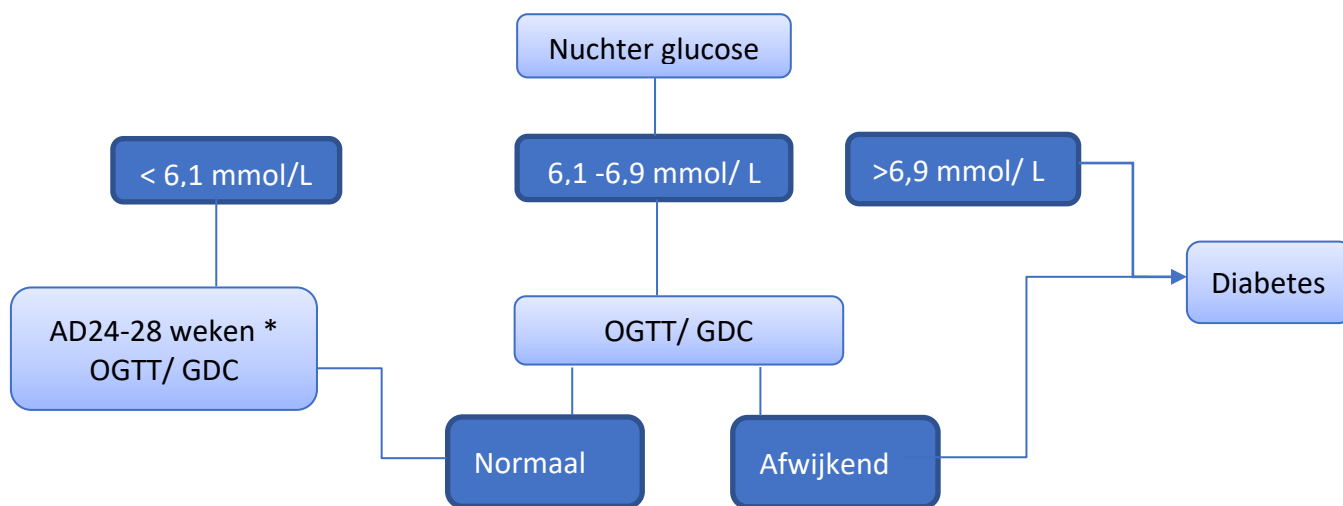 Nuchter glucose
< 6,1 mmol/L
6,1 -6,9 mmol/ L
>6,9 mmol/ L
Diabetes
AD24-28 weken *
OGTT/ GDC
OGTT/ GDC
Normaal
Afwijkend